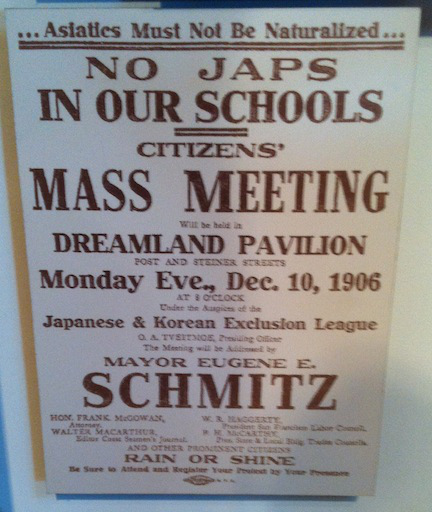 ...Asiatics Must Not Be Naturalized...
NO JAPS
IN OUR SCHOOLS
CITIZENS'
MASS MEETING
Will be held in
DREAMLAND PAVILION
POST AND STEINER STREETS
Monday Eve., Dec. 10, 1906
AT 8 O'CLOCK
Under the Auspices of the
Japanese & Korean Exclusion League
O. A. TVEITMOE, Presiding Officer
The Meeting will be Addressed by
MAYOR EUGENE E.
SCHMITZ
HON. FRANK McGOWAN,
Attorney.
WALTER MACARTHUR,
Editor Coast Seamen's Journal.
W. R. HAGGERTY,
President San Francisco Labor Council.
P. H. McCARTHY,
Pres. State & Local Bldg. Trades Councils.
AND OTHER PROMINENT CITIZENS
RAIN OR SHINE
Be Sure to Attend and Register Your Protest by Your Presence